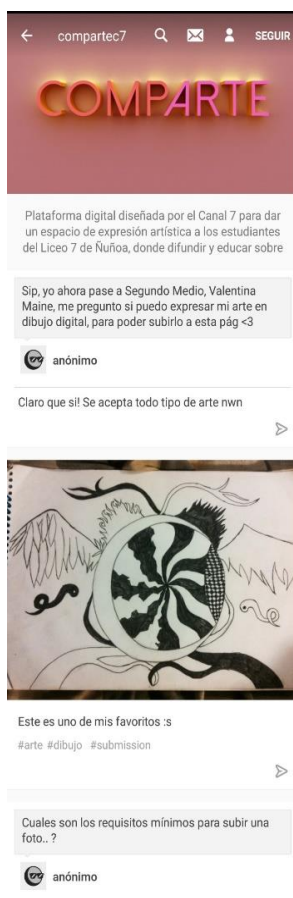 compartec7
SEGUIR
COMPARTE
Plataforma digital diseñada por el Canal 7 para dar
un espacio de expresión artística a los estudiantes
del Liceo 7 de Ñuñoa, donde difundir y educar sobre
Sip, yo ahora pase a Segundo Medio, Valentina
Maine, me pregunto si puedo expresar mi arte en
dibujo digital, para poder subirlo a esta pág <3
anónimo
Claro que si! Se acepta todo tipo de arte nwn
Este es uno de mis favoritos :s
#arte #dibujo #submission
Cuales son los requisitos mínimos para subir una
foto.. ?
anónimo